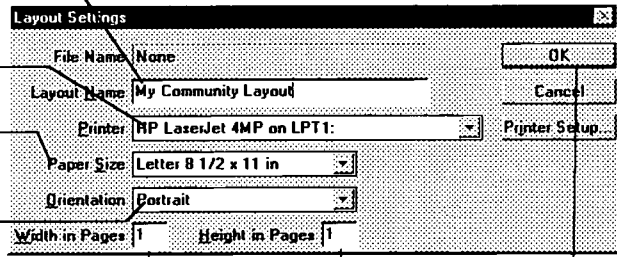 Layout Settings
File Name None
OK
Layout Name My Community Layout
Cancel
Printer HP LaserJet 4MP on LPT1:
Printer Setup...
Paper Size Letter 8 1/2 x 11 in
Orientation Portrait
Width in Pages 1 Height in Pages 1